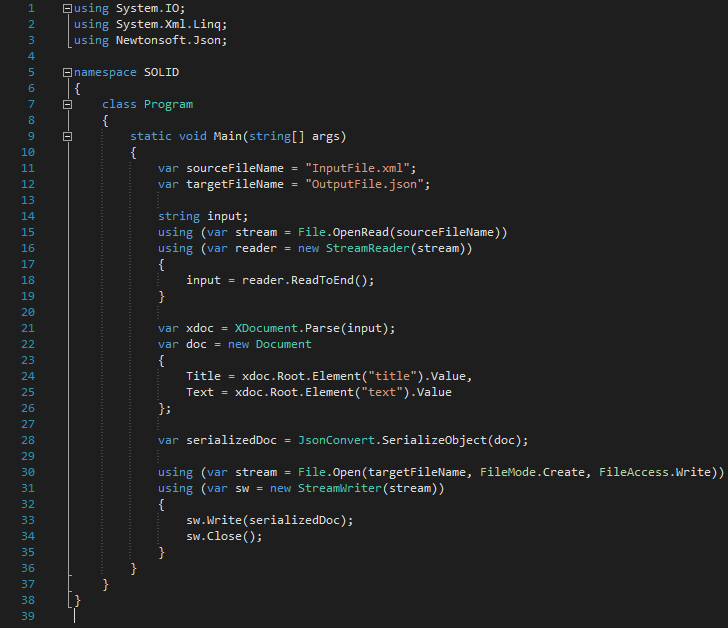 1 using System.IO;
2 using System.Xml.Linq;
3 using Newtonsoft.Json;
4
5 namespace SOLID
6 {
7     class Program
8     {
9         static void Main(string[] args)
10         {
11             var sourceFileName = "InputFile.xml";
12             var targetFileName = "OutputFile.json";
13
14             string input;
15             using (var stream = File.OpenRead(sourceFileName))
16             using (var reader = new StreamReader(stream))
17             {
18                 input = reader.ReadToEnd();
19             }
20
21             var xdoc = XDocument.Parse(input);
22             var doc = new Document
23             {
24                 Title = xdoc.Root.Element("title").Value,
25                 Text = xdoc.Root.Element("text").Value
26             };
27
28             var serializedDoc = JsonConvert.SerializeObject(doc);
29
30             using (var stream = File.Open(targetFileName, FileMode.Create, FileAccess.Write))
31             using (var sw = new StreamWriter(stream))
32             {
33                 sw.Write(serializedDoc);
34                 sw.Close();
35             }
36         }
37     }
38 }
39